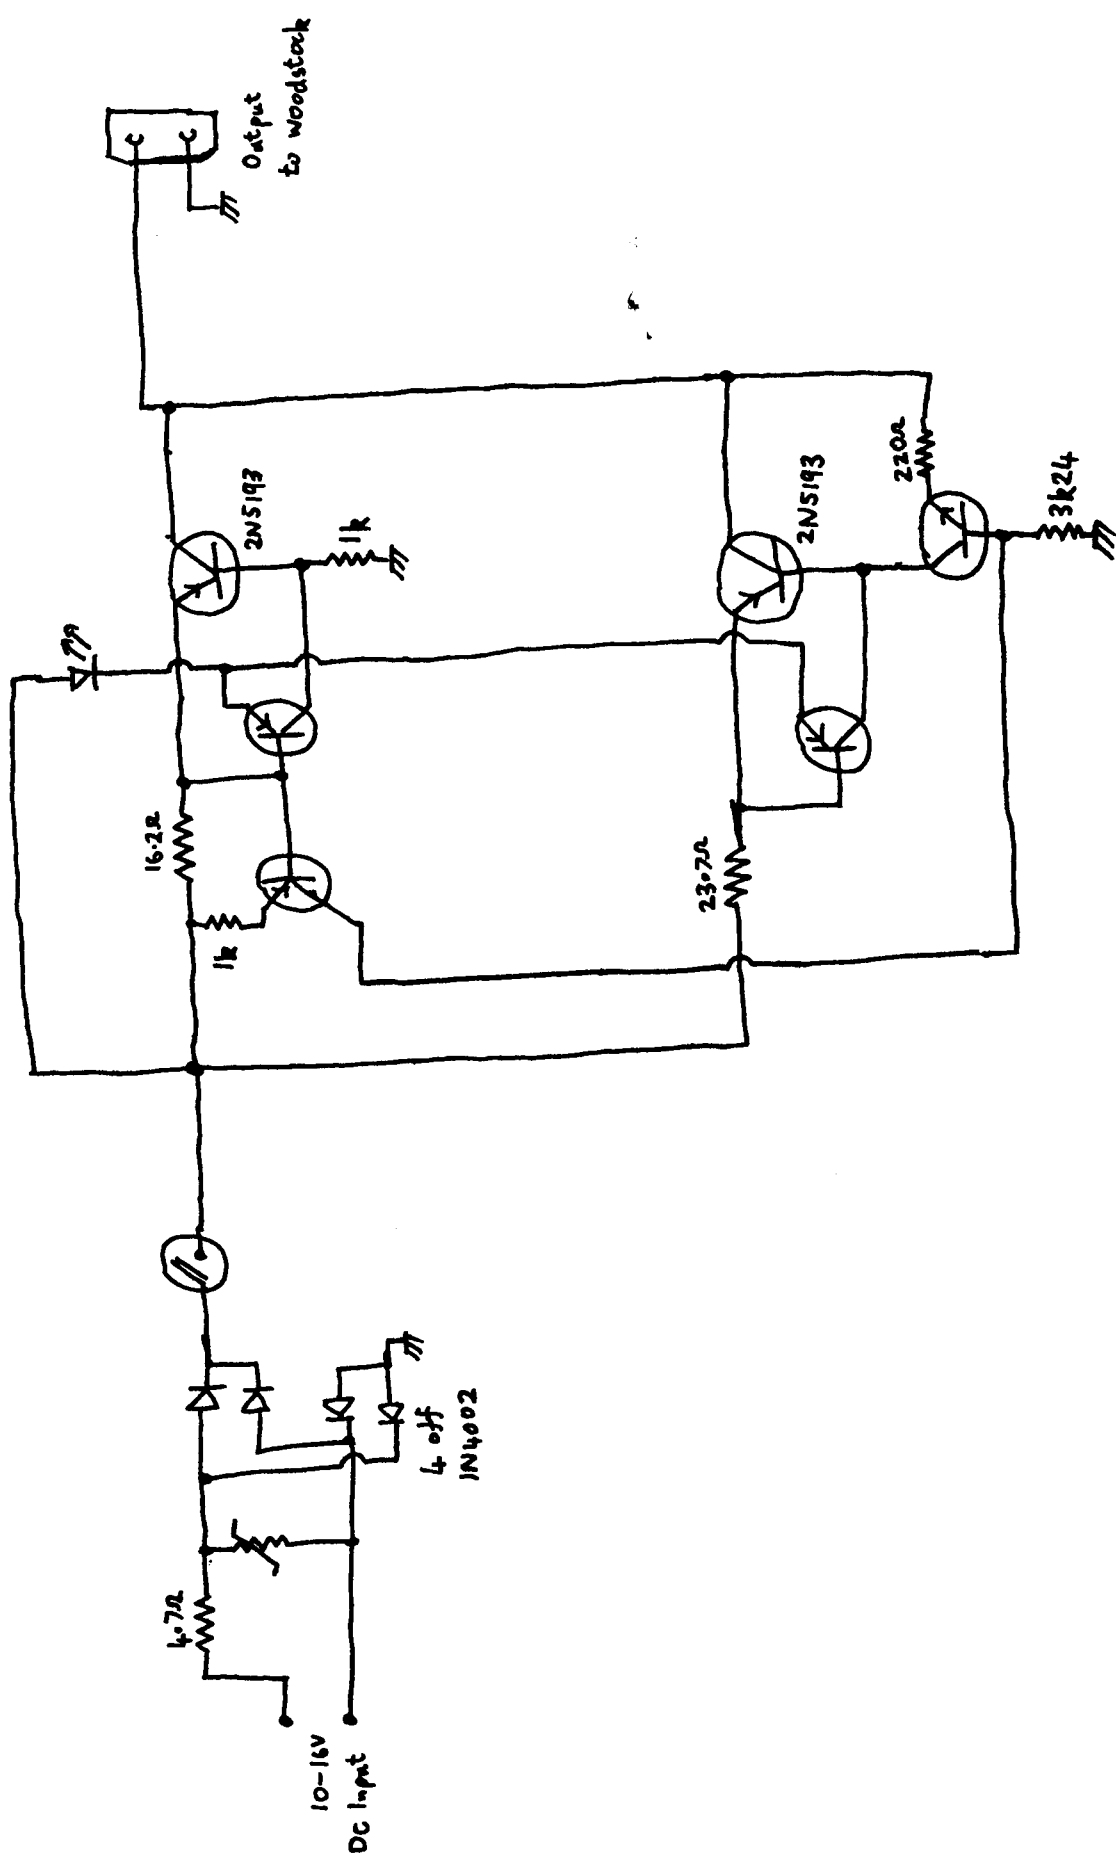 10-16V
DC Input
4.7Ω
4 off
1N4002
1k
16.2Ω
23.7Ω
2N5193
1k
2N5193
220Ω
3k24
Output
to Woodstock